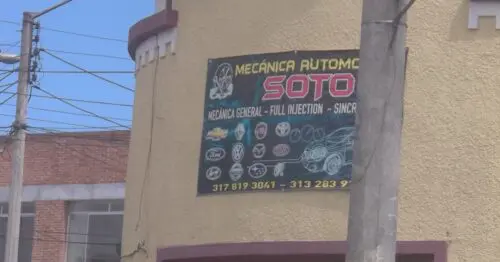 MECÁNICA AUTOMO
SOTO
MECÁNICA GENERAL - FULL INJECTION - SINCR
317 819 3041 - 313 283 9